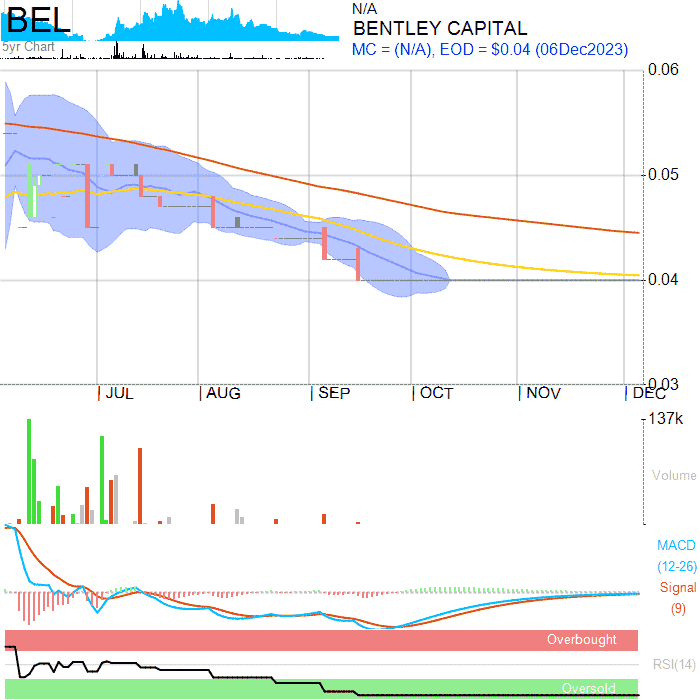 BEL
5yr Chart
N/A
BENTLEY CAPITAL
MC = (N/A), EOD = $0.04 (06Dec2023)
0.06
0.05
0.04
0.03
JUL AUG SEP OCT NOV DEC
137k
Volume
MACD
(12-26)
Signal
(9)
Overbought
RSI(14)
Oversold